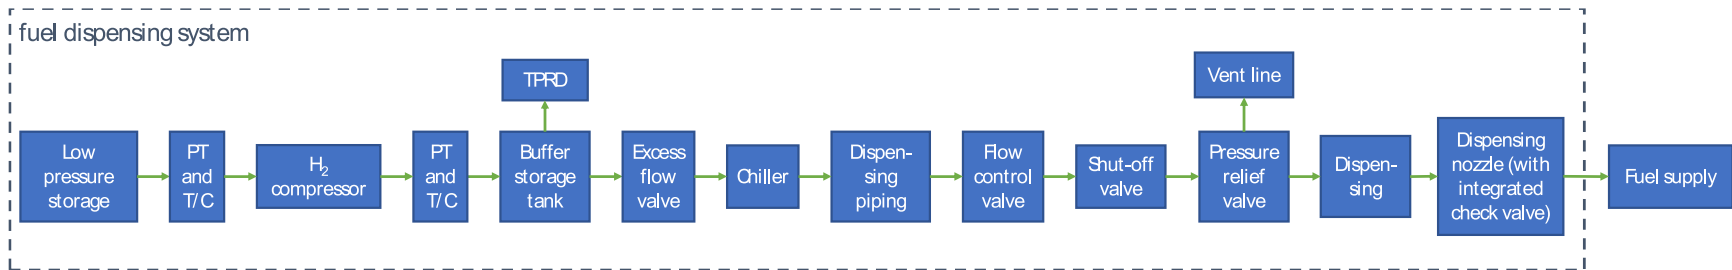 fuel dispensing system
TPRD
Vent line
Low
pressure
storage
PT
and
T/C
H₂
compressor
PT
and
T/C
Buffer
storage
tank
Excess
flow
valve
Chiller
Dispen-
sing
piping
Flow
control
valve
Shut-off
valve
Pressure
relief
valve
Dispen-
sing
Dispensing
nozzle (with
integrated
check valve)
Fuel supply